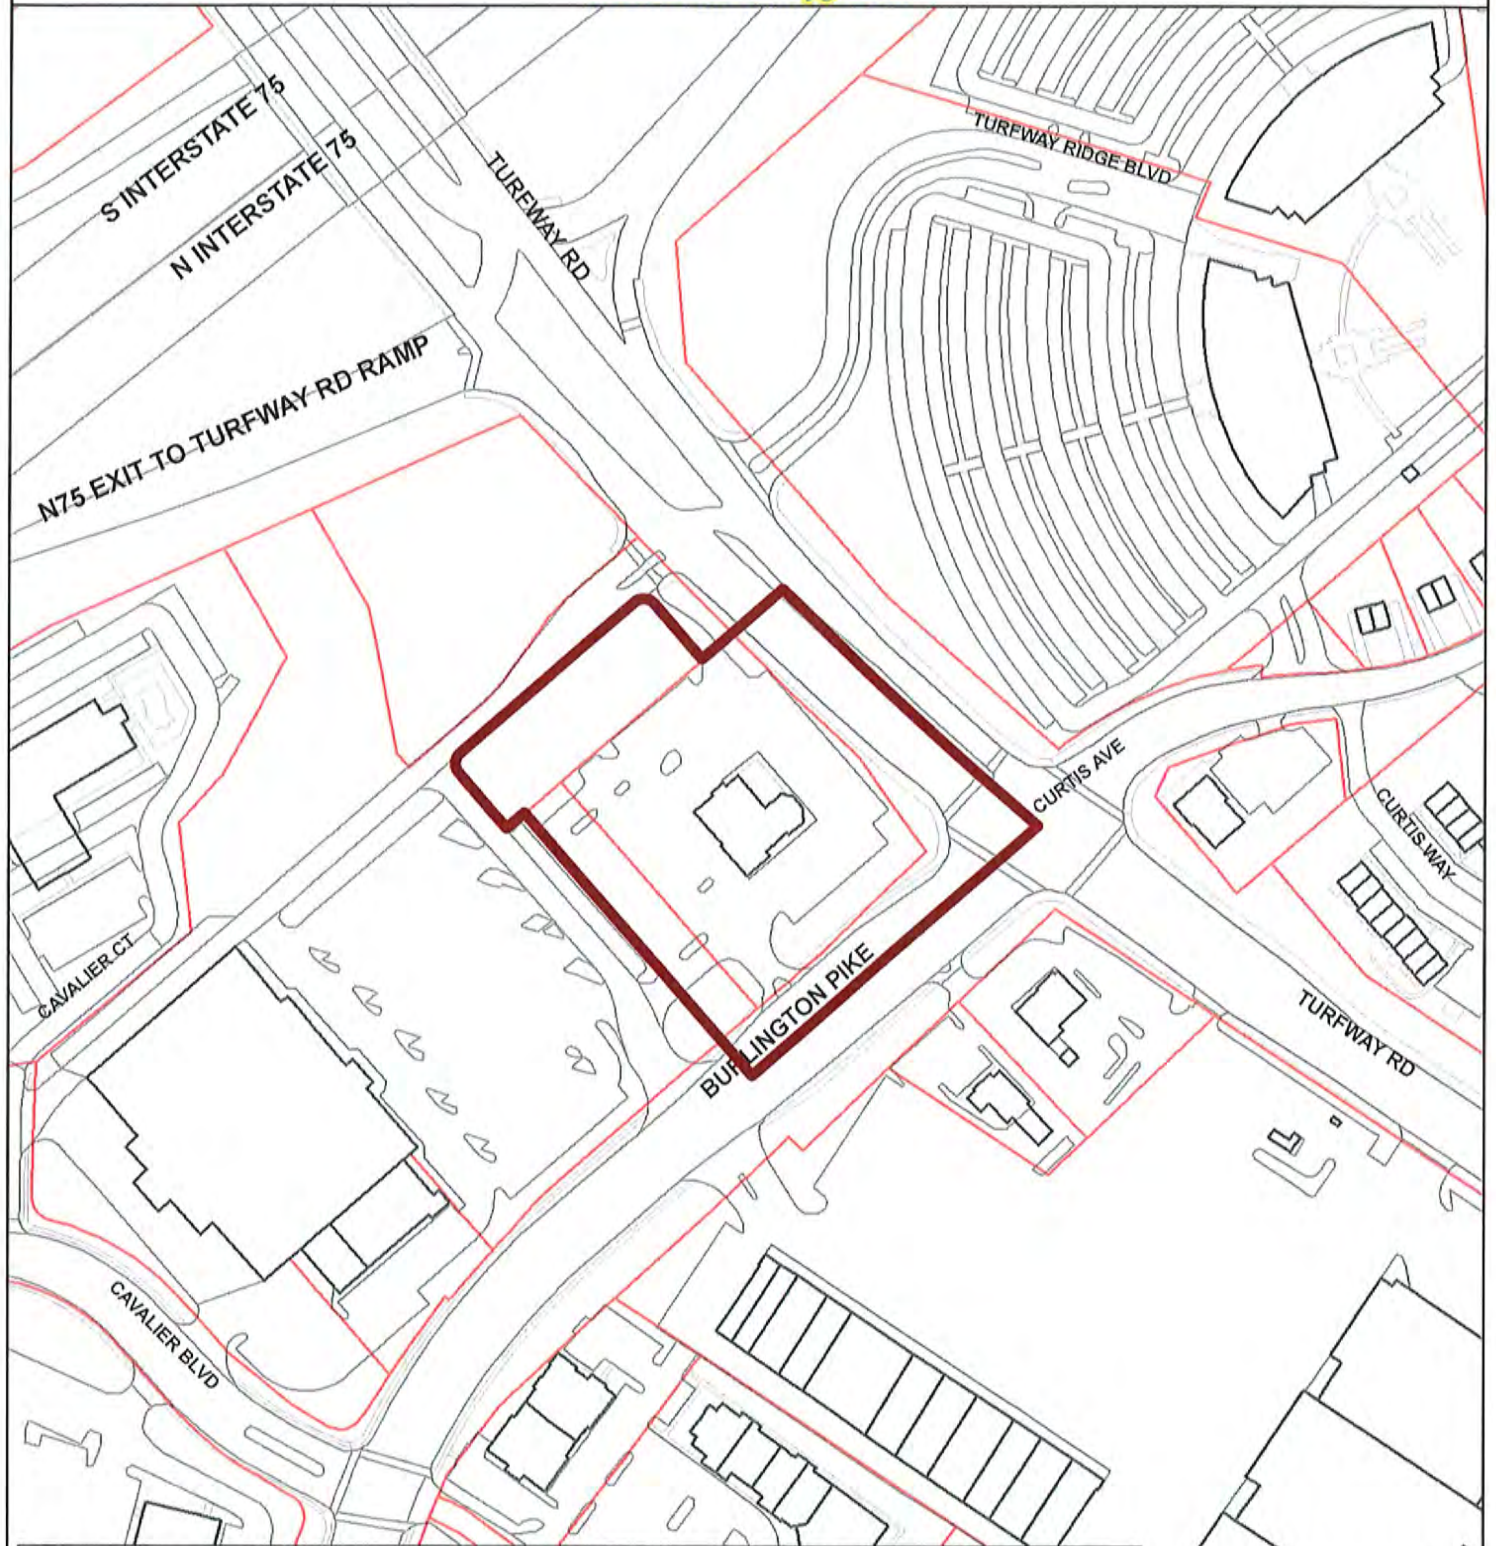 S INTERSTATE 75
N INTERSTATE 75
TURFWAY RD
TURFWAY RIDGE BLVD
N75 EXIT TO TURFWAY RD RAMP
CURTIS AVE
CURTIS WAY
CAVALIER CT
BURLINGTON PIKE
TURFWAY RD
CAVALIER BLVD